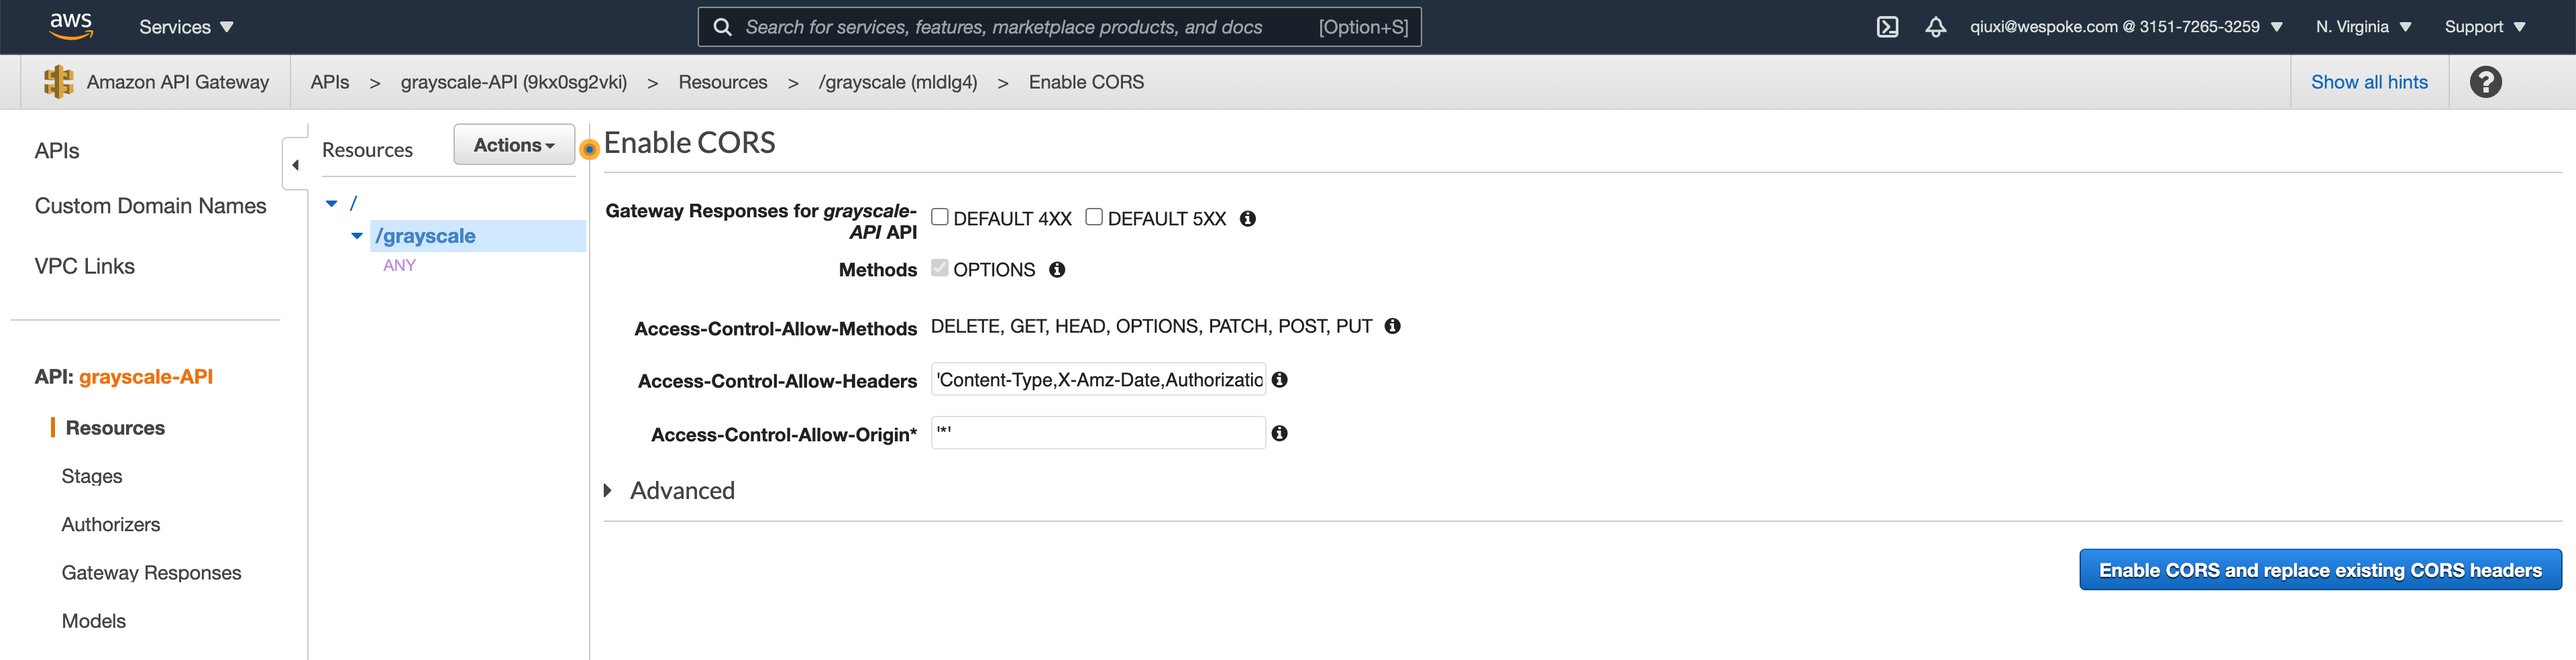 aws
Services
Search for services, features, marketplace products, and docs [Option+S]
qiuxi@wespoke.com @ 3151-7265-3259
N. Virginia
Support
Amazon API Gateway
APIs > grayscale-API (9kx0sg2vki) > Resources > /grayscale (mldlg4) > Enable CORS
Show all hints
?
APIs
Custom Domain Names
VPC Links
API: grayscale-API
Resources
Stages
Authorizers
Gateway Responses
Models
Resources
Actions
/
/grayscale
ANY
Enable CORS
Gateway Responses for grayscale-
API API
DEFAULT 4XX DEFAULT 5XX
Methods OPTIONS
Access-Control-Allow-Methods DELETE, GET, HEAD, OPTIONS, PATCH, POST, PUT
Access-Control-Allow-Headers 'Content-Type,X-Amz-Date,Authorizatio
Access-Control-Allow-Origin* '*'
Advanced
Enable CORS and replace existing CORS headers